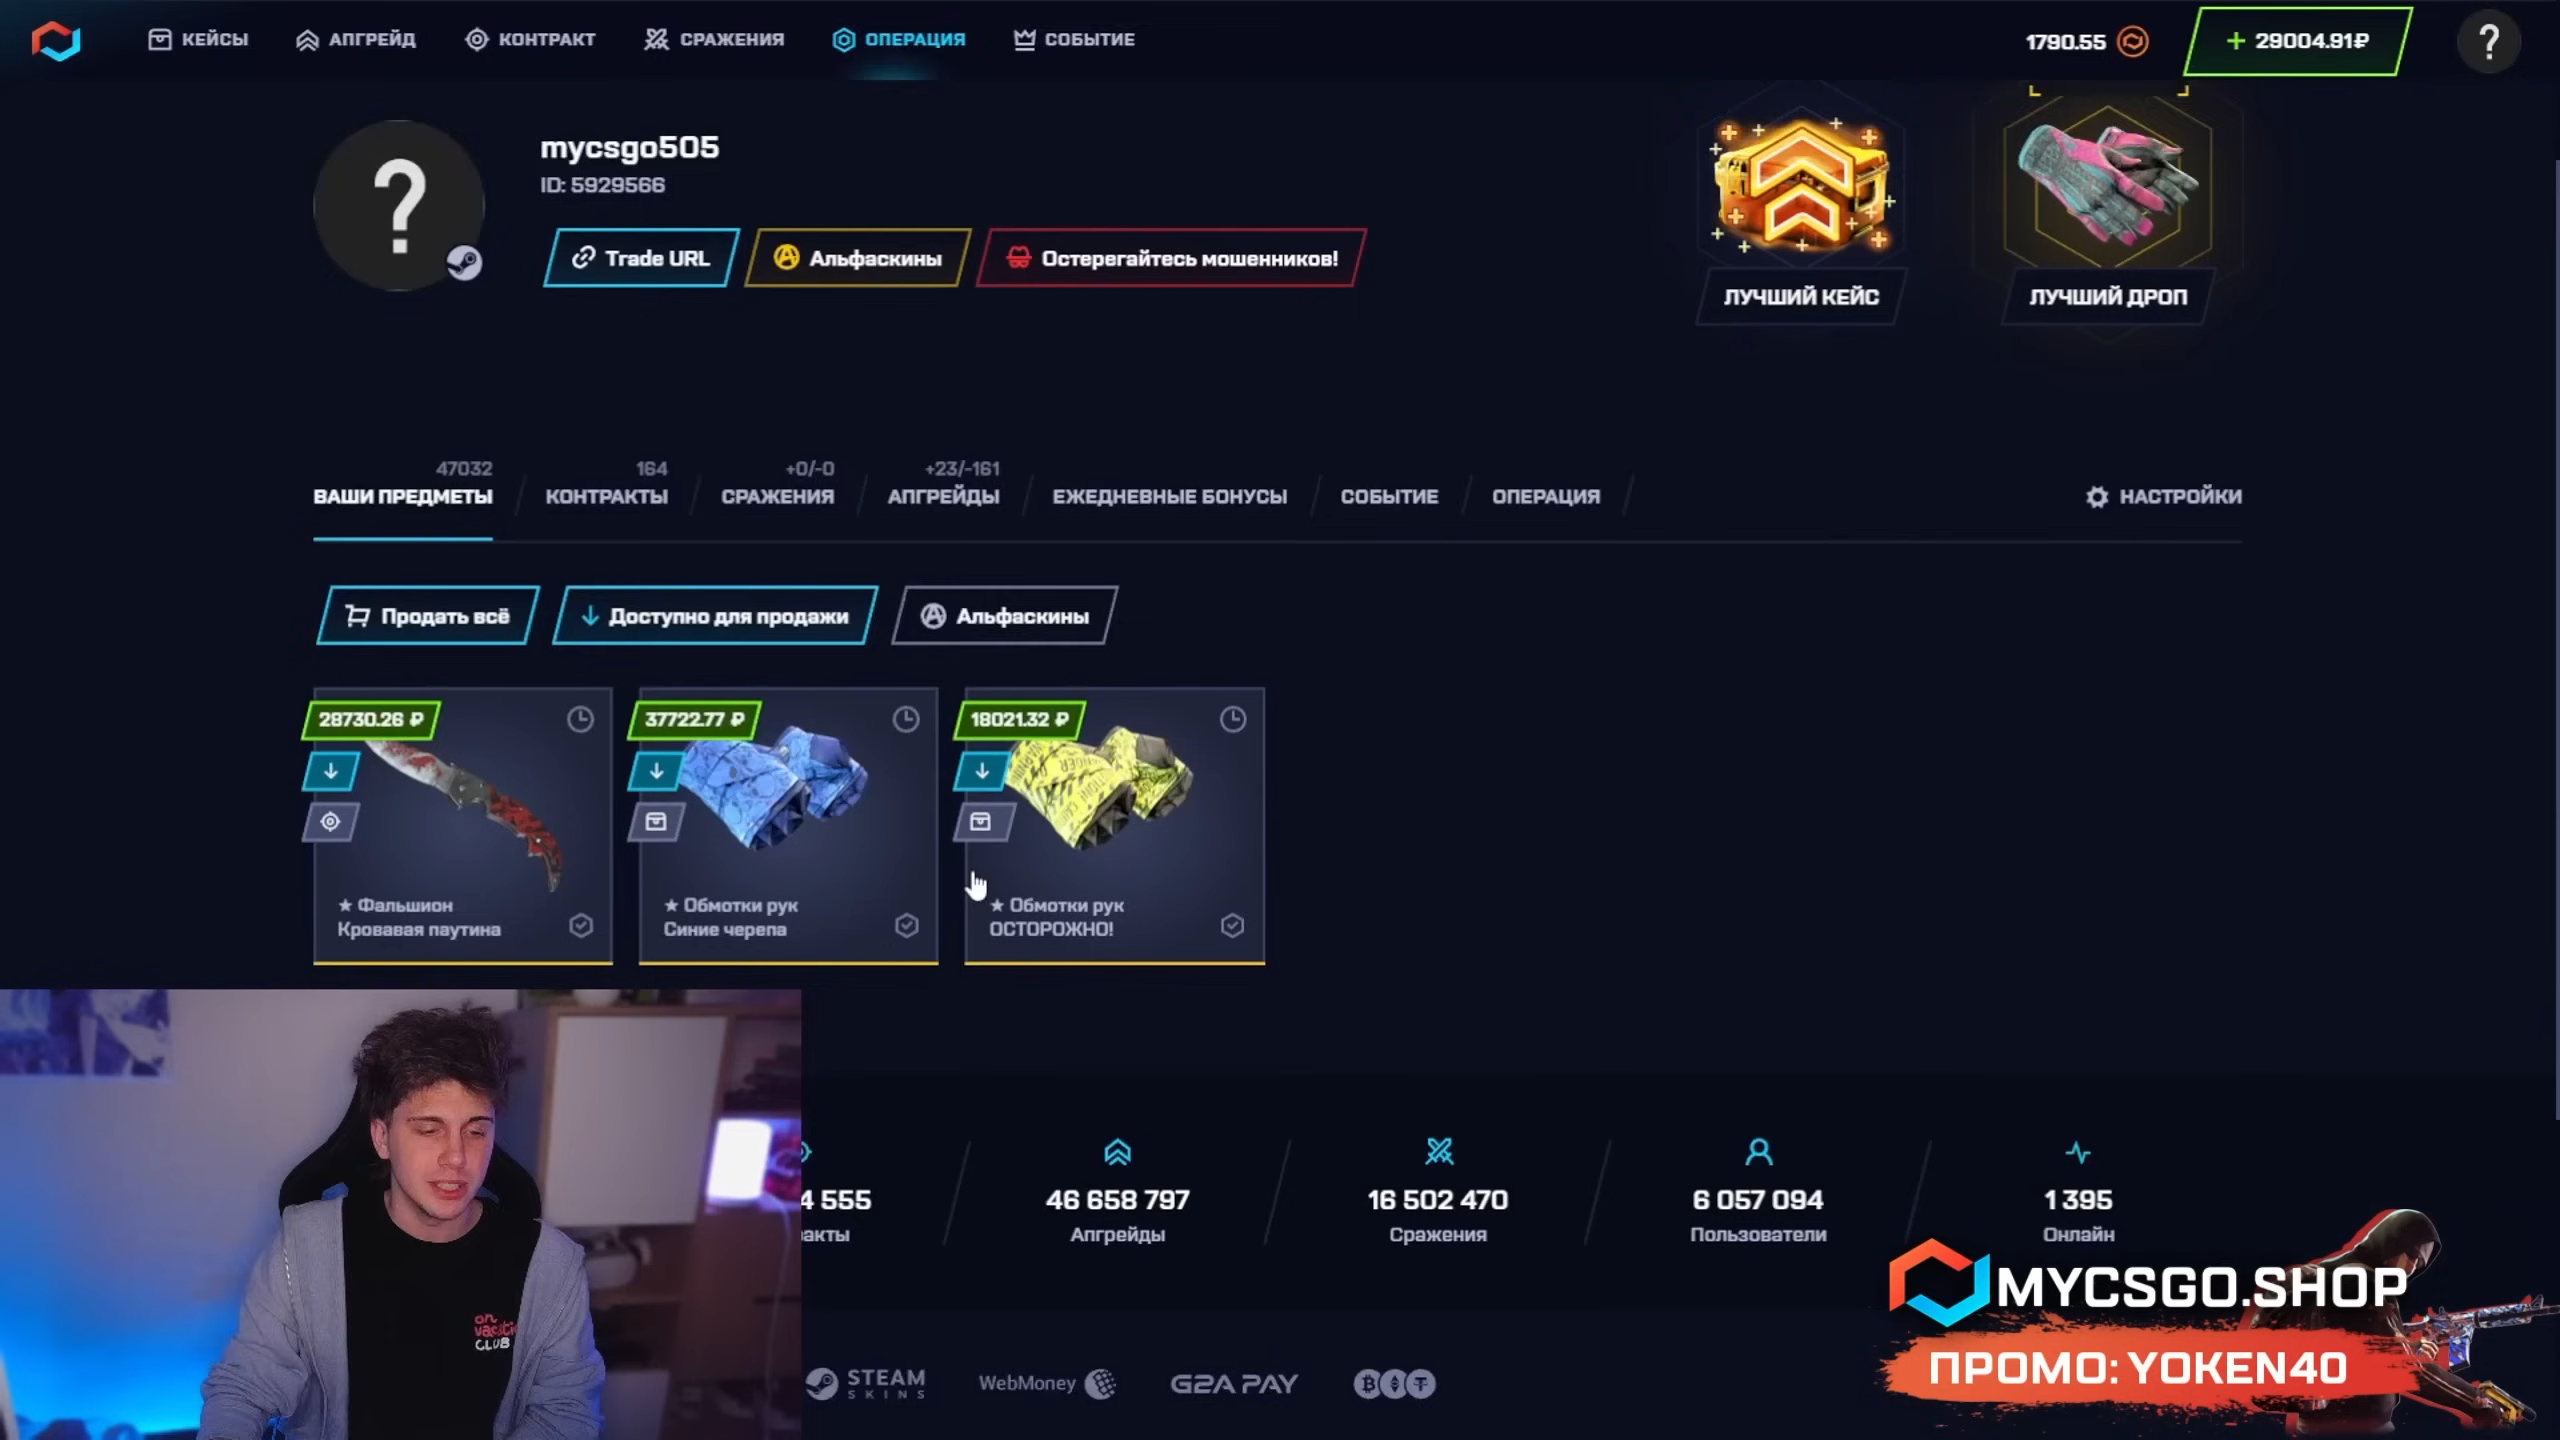 КЕЙСЫ
АПГРЕЙД
КОНТРАКТ
СРАЖЕНИЯ
ОПЕРАЦИЯ
СОБЫТИЕ
1790.55
+ 29004.91₽
?
?
mycsgo505
ID: 5929566
Trade URL
Альфаскины
Остерегайтесь мошенников!
ЛУЧШИЙ КЕЙС
ЛУЧШИЙ ДРОП
47032
ВАШИ ПРЕДМЕТЫ
164
КОНТРАКТЫ
+0/-0
СРАЖЕНИЯ
+23/-161
АПГРЕЙДЫ
ЕЖЕДНЕВНЫЕ БОНУСЫ
СОБЫТИЕ
ОПЕРАЦИЯ
НАСТРОЙКИ
Продать всё
Доступно для продажи
Альфаскины
28730.26 ₽
★ Фальшион
Кровавая паутина
37722.77 ₽
★ Обмотки рук
Синие черепа
18021.32 ₽
★ Обмотки рук
ОСТОРОЖНО!
4 555
акты
46 658 797
Апгрейды
16 502 470
Сражения
6 057 094
Пользователи
1 395
Онлайн
on
vacati
CLUB
STEAM
SKINS
WebMoney
G2A PAY
MYCSGO.SHOP
ПРОМО: YOKEN40